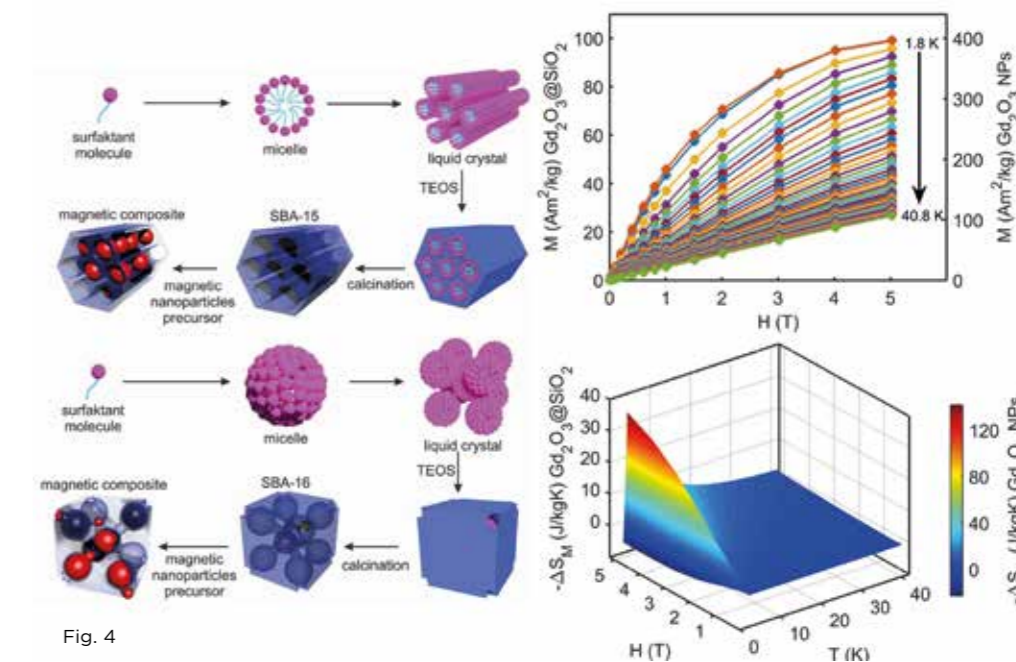 surfaktant
molecule
micelle
liquid crystal
TEOS
magnetic composite
SBA-15
magnetic
nanoparticles
precursor
calcination
surfaktant
molecule
micelle
liquid crystal
TEOS
magnetic composite
SBA-16
magnetic
nanoparticles
precursor
calcination
Fig. 4
M (Am²/kg) Gd₂O₃@SiO₂
100
80
60
40
20
0
0 1 2 3 4 5
H (T)
400
300
200
100
0
M (Am²/kg) Gd₂O₃ NPs
1.8 K
40.8 K
-ΔS_M (J/kgK) Gd₂O₃@SiO₂
40
30
20
10
0
5
4
3
2
1
H (T)
0
10
20
30
40
T (K)
120
80
40
0
(J/kgK) Gd O NPs